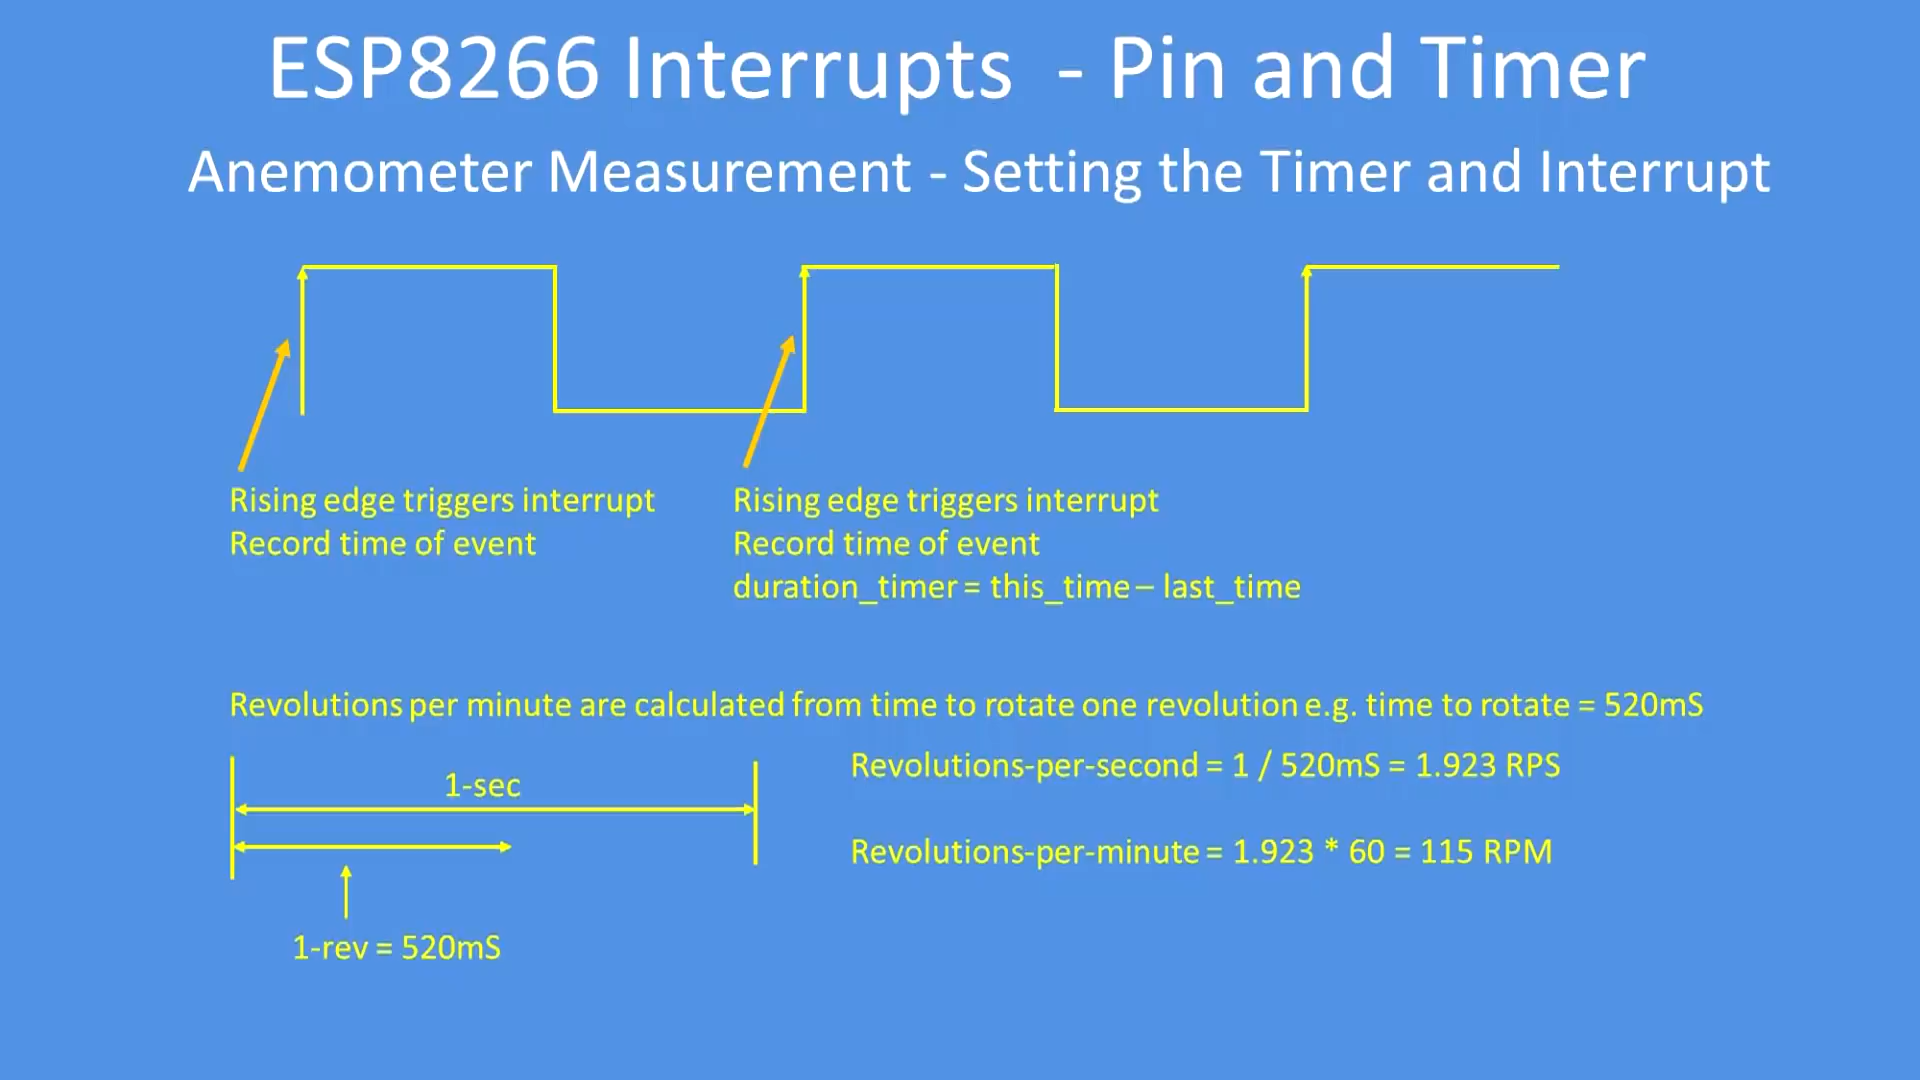 ESP8266 Interrupts - Pin and Timer
Anemometer Measurement - Setting the Timer and Interrupt
Rising edge triggers interrupt
Record time of event
Rising edge triggers interrupt
Record time of event
duration_timer = this_time – last_time
Revolutions per minute are calculated from time to rotate one revolution e.g. time to rotate = 520mS
1-sec
Revolutions-per-second = 1 / 520mS = 1.923 RPS
Revolutions-per-minute = 1.923 * 60 = 115 RPM
1-rev = 520mS